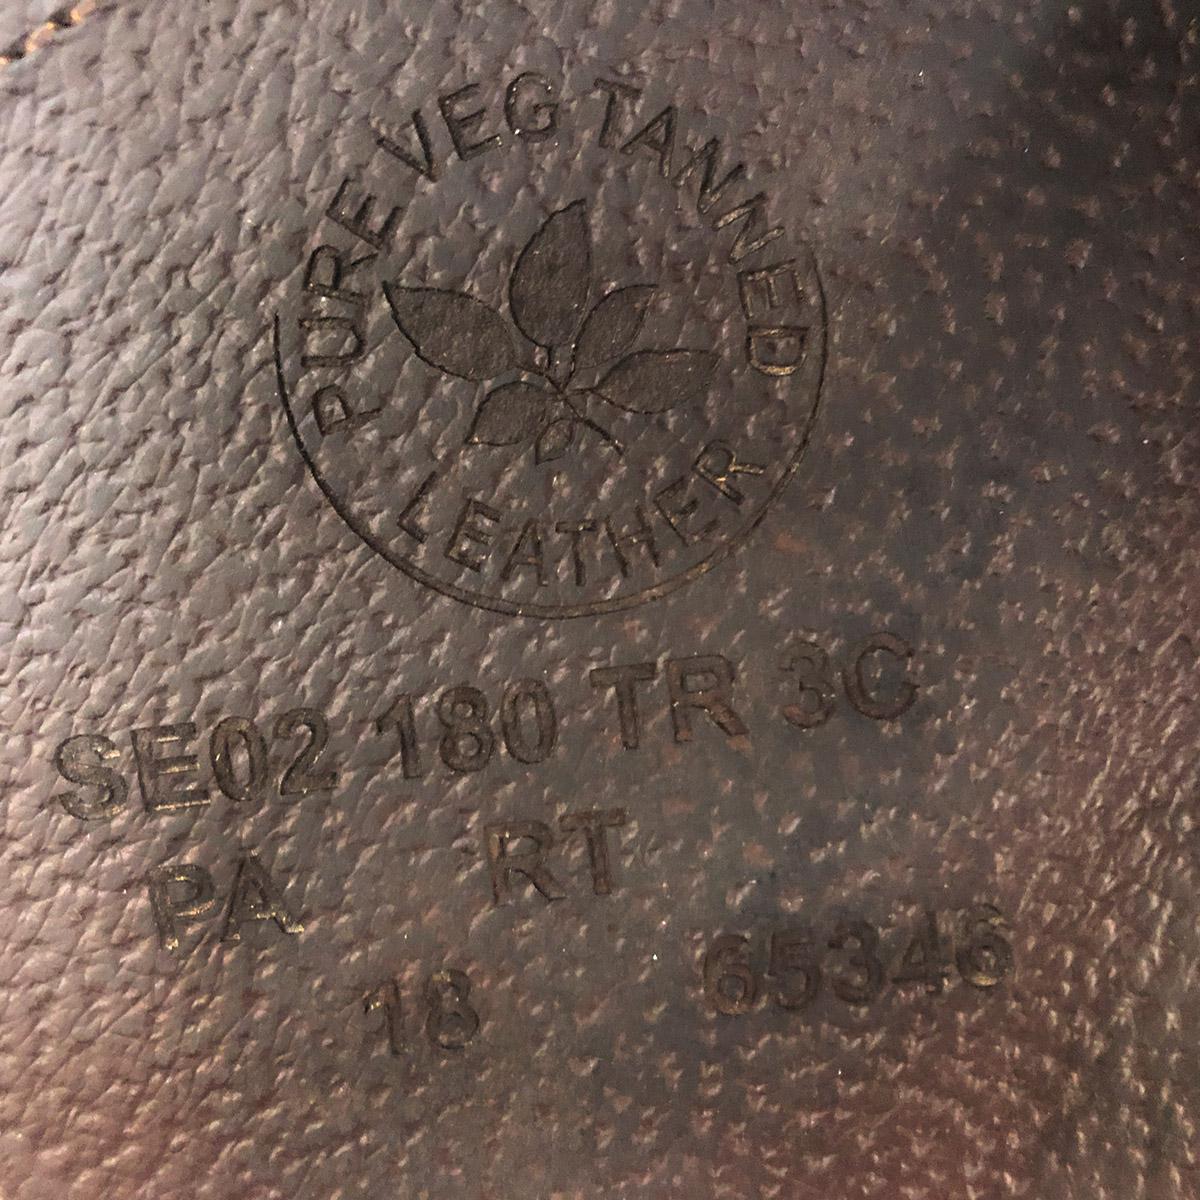 PURE VEG TANNED
LEATHER
SE02 180 TR 3C
PA RT
18 65346